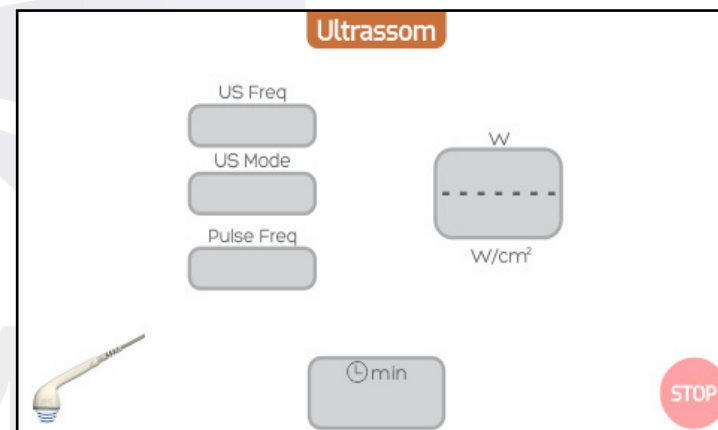 Ultrassom
US Freq
US Mode
Pulse Freq
W
W/cm²
min
STOP